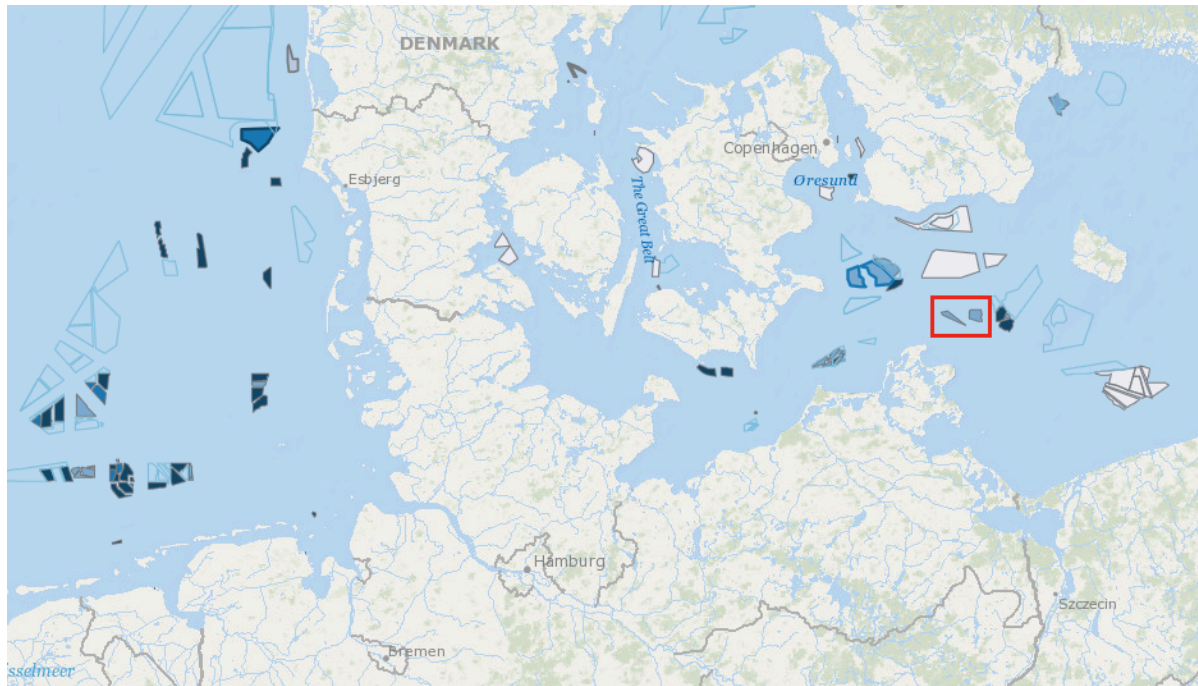 DENMARK
Copenhagen
Esbjerg
Øresund
The Great Belt
Hamburg
Szczecin
Bremen
sselmeer